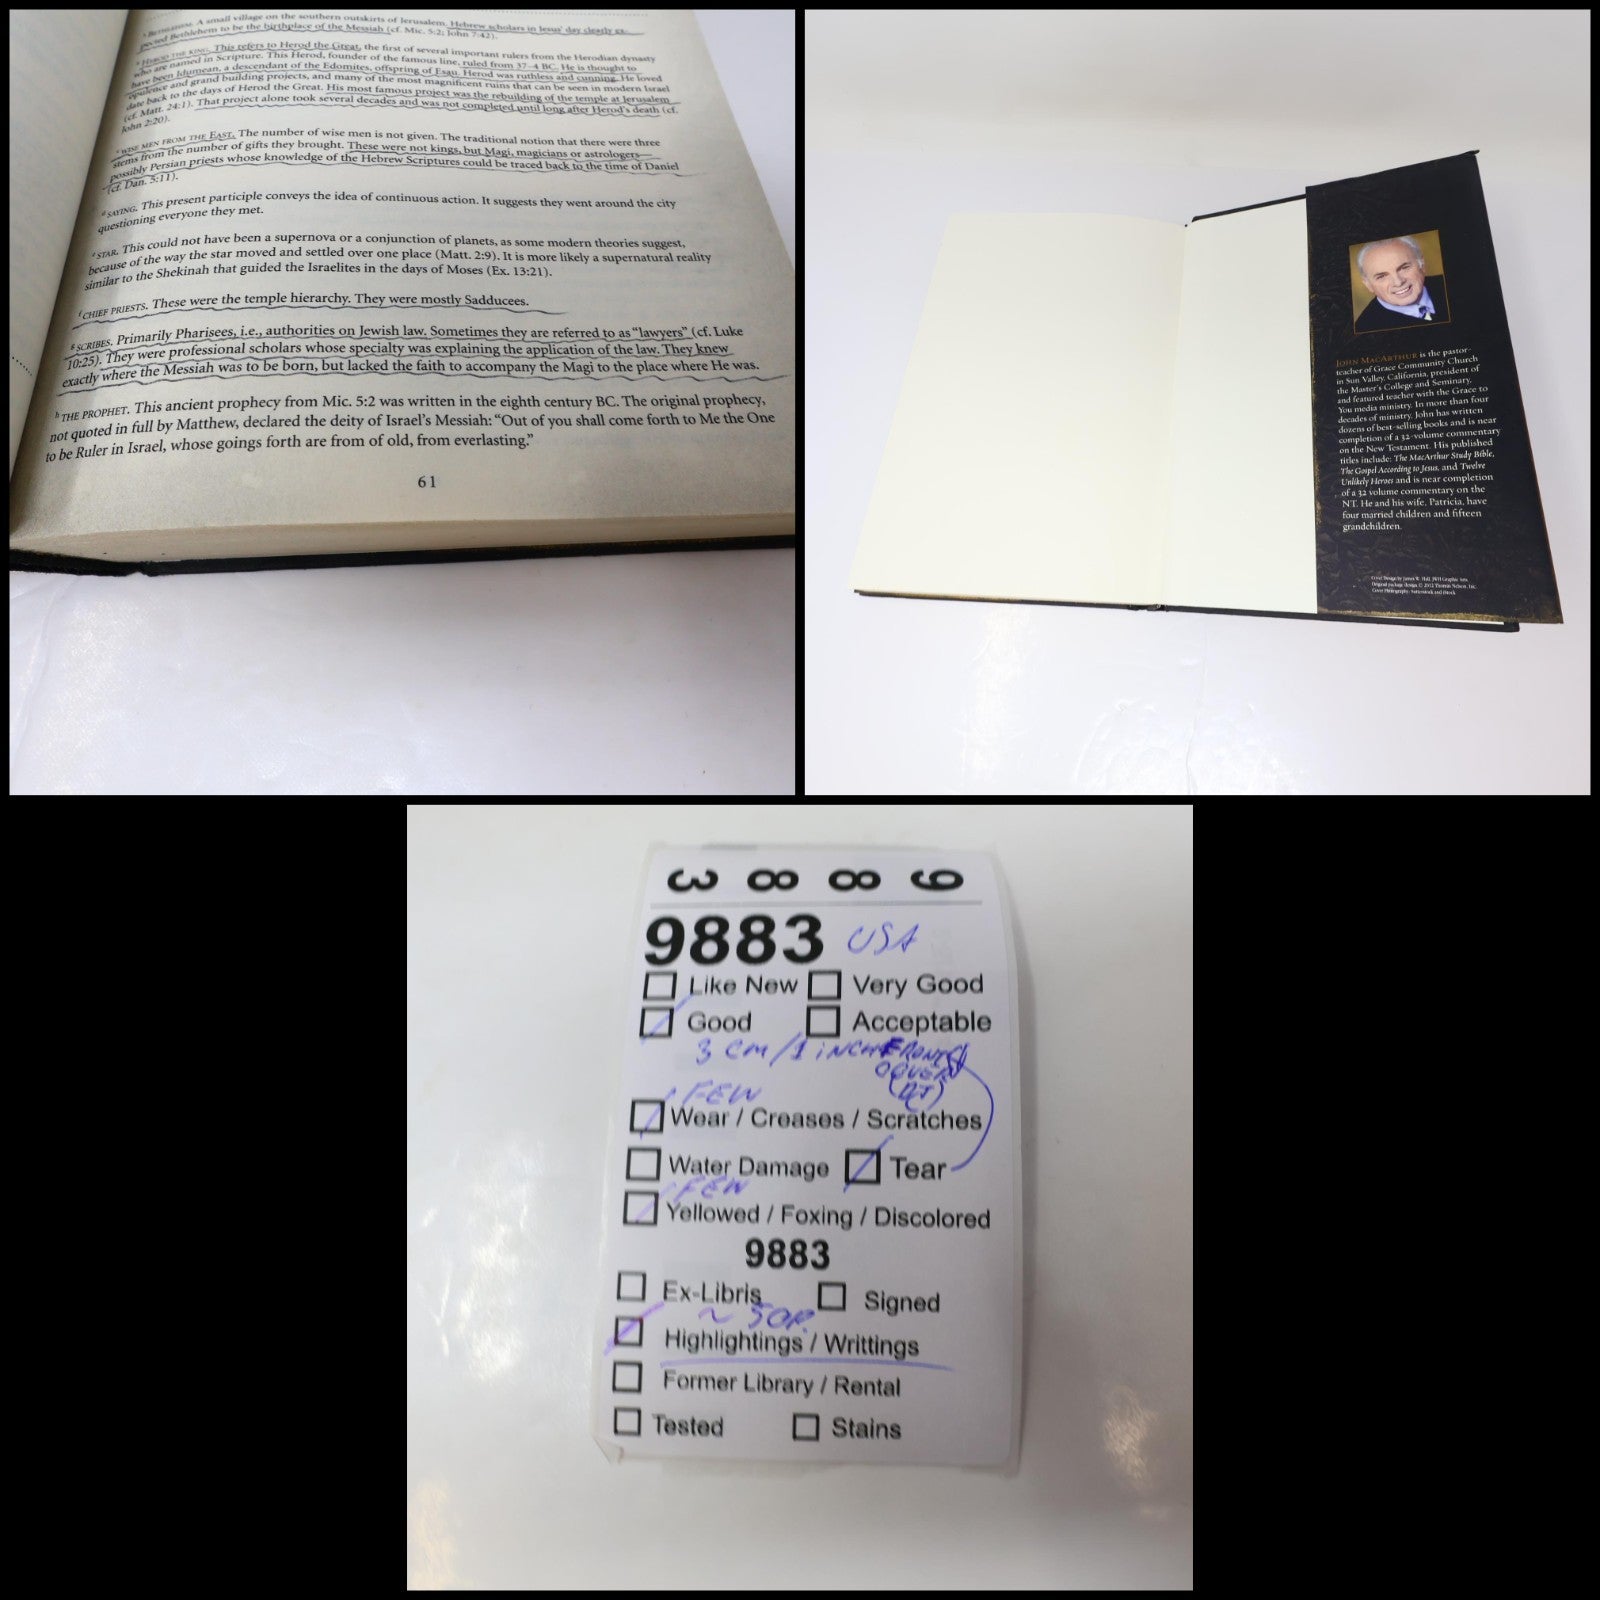 ᵃ BETHLEHEM. A small village on the southern outskirts of Jerusalem. Hebrew scholars in Jesus' day clearly ex-
pected Bethlehem to be the birthplace of the Messiah (cf. Mic. 5:2; John 7:42).
ᵇ HEROD THE KING. This refers to Herod the Great, the first of several important rulers from the Herodian dynasty
who are named in Scripture. This Herod, founder of the famous line, ruled from 37–4 BC. He is thought to
have been Idumean, a descendant of the Edomites, offspring of Esau. Herod was ruthless and cunning. He loved
opulence and grand building projects, and many of the most magnificent ruins that can be seen in modern Israel
date back to the days of Herod the Great. His most famous project was the rebuilding of the temple at Jerusalem
(cf. Matt. 24:1). That project alone took several decades and was not completed until long after Herod's death (cf.
John 2:20).
ᶜ WISE MEN FROM THE EAST. The number of wise men is not given. The traditional notion that there were three
stems from the number of gifts they brought. These were not kings, but Magi, magicians or astrologers—
possibly Persian priests whose knowledge of the Hebrew Scriptures could be traced back to the time of Daniel
(cf. Dan. 5:11).
ᵈ SAYING. This present participle conveys the idea of continuous action. It suggests they went around the city
questioning everyone they met.
ᵉ STAR. This could not have been a supernova or a conjunction of planets, as some modern theories suggest,
because of the way the star moved and settled over one place (Matt. 2:9). It is more likely a supernatural reality
similar to the Shekinah that guided the Israelites in the days of Moses (Ex. 13:21).
ᶠ CHIEF PRIESTS. These were the temple hierarchy. They were mostly Sadducees.
ᵍ SCRIBES. Primarily Pharisees, i.e., authorities on Jewish law. Sometimes they are referred to as "lawyers" (cf. Luke
10:25). They were professional scholars whose specialty was explaining the application of the law. They knew
exactly where the Messiah was to be born, but lacked the faith to accompany the Magi to the place where He was.
ʰ THE PROPHET. This ancient prophecy from Mic. 5:2 was written in the eighth century BC. The original prophecy,
not quoted in full by Matthew, declared the deity of Israel's Messiah: "Out of you shall come forth to Me the One
to be Ruler in Israel, whose goings forth are from of old, from everlasting."
61
JOHN MACARTHUR is the pastor-
teacher of Grace Community Church
in Sun Valley, California, president of
the Master's College and Seminary,
and featured teacher with the Grace to
You media ministry. In more than four
decades of ministry, John has written
dozens of best-selling books and is near
completion of a 32-volume commentary
on the New Testament. His published
titles include: The MacArthur Study Bible,
The Gospel According to Jesus, and Twelve
Unlikely Heroes and is near completion
of a 32 volume commentary on the
NT. He and his wife, Patricia, have
four married children and fifteen
grandchildren.
Original package design © 2012 Thomas Nelson, Inc.
Cover Photography: Shutterstock and iStock
9883
9883 USA
Like New Very Good
Good Acceptable
3 cm/1 inch FRONT
COVER
(DJ)
FEW
Wear / Creases / Scratches
Water Damage Tear
FEW
Yellowed / Foxing / Discolored
9883
Ex-Libris Signed
~ 50 P.
Highlightings / Writtings
Former Library / Rental
Tested Stains